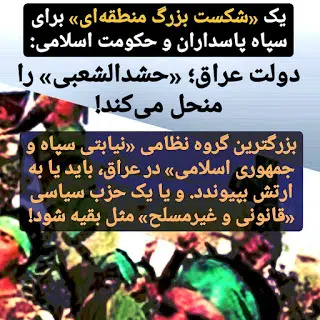 یک «شکست بزرگ منطقه‌ای» برای
سپاه پاسداران و حکومت اسلامی:
دولت عراق؛ «حشدالشعبی» را
منحل می‌کند!
بزرگترین گروه نظامی «نیابتی سپاه و
جمهوری اسلامی» در عراق، باید یا به
ارتش بپیوندد. و یا یک حزب سیاسی
«قانونی و غیرمسلح» مثل بقیه شود!